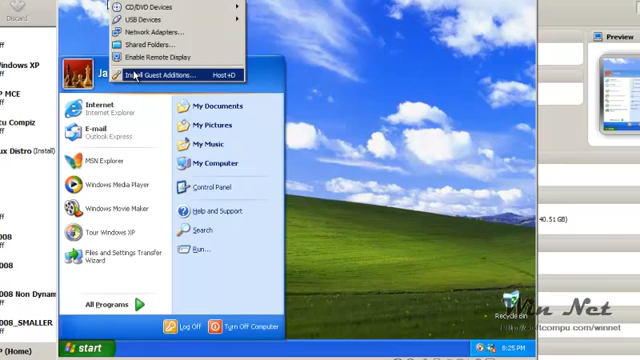 Discard
CD/DVD Devices
USB Devices
Network Adapters...
Shared Folders...
Enable Remote Display
Install Guest Additions... Host+D
Preview
Windows XP
XP MCE
Compiz
Distro (Install)
Ja
Internet
Internet Explorer
E-mail
Outlook Express
MSN Explorer
Windows Media Player
Windows Movie Maker
Tour Windows XP
Files and Settings Transfer
Wizard
All Programs
My Documents
My Pictures
My Music
My Computer
Control Panel
Help and Support
Search
Run...
Log Off
Turn Off Computer
40.51 GB)
008
008
008 Non Dynam
008_SMALLER
Recycle Bin
Win Net
start
8:25 PM